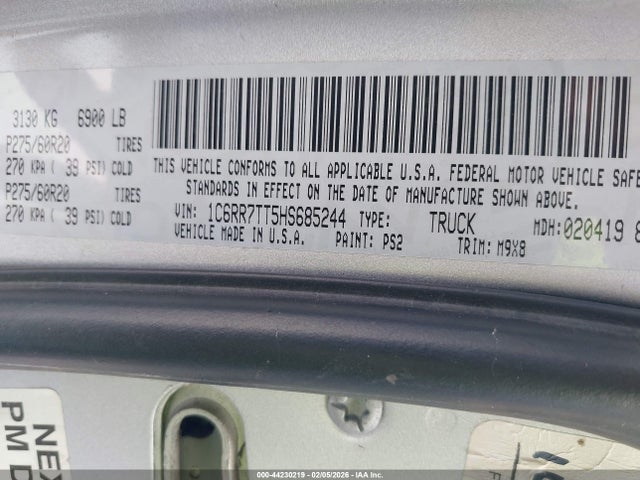 3130 KG 6900 LB
P275/60R20 TIRES
270 KPA ( 39 PSI) COLD
P275/60R20 TIRES
270 KPA ( 39 PSI) COLD
THIS VEHICLE CONFORMS TO ALL APPLICABLE U.S.A. FEDERAL MOTOR VEHICLE SAFE
STANDARDS IN EFFECT ON THE DATE OF MANUFACTURE SHOWN ABOVE.
VIN: 1C6RR7TT5HS685244 TYPE: TRUCK MDH:020419 8
VEHICLE MADE IN U.S.A. PAINT: PS2 TRIM: M9X8
NEX
PM D
000-44230219 - 02/05/2026 - ©IAA Inc.